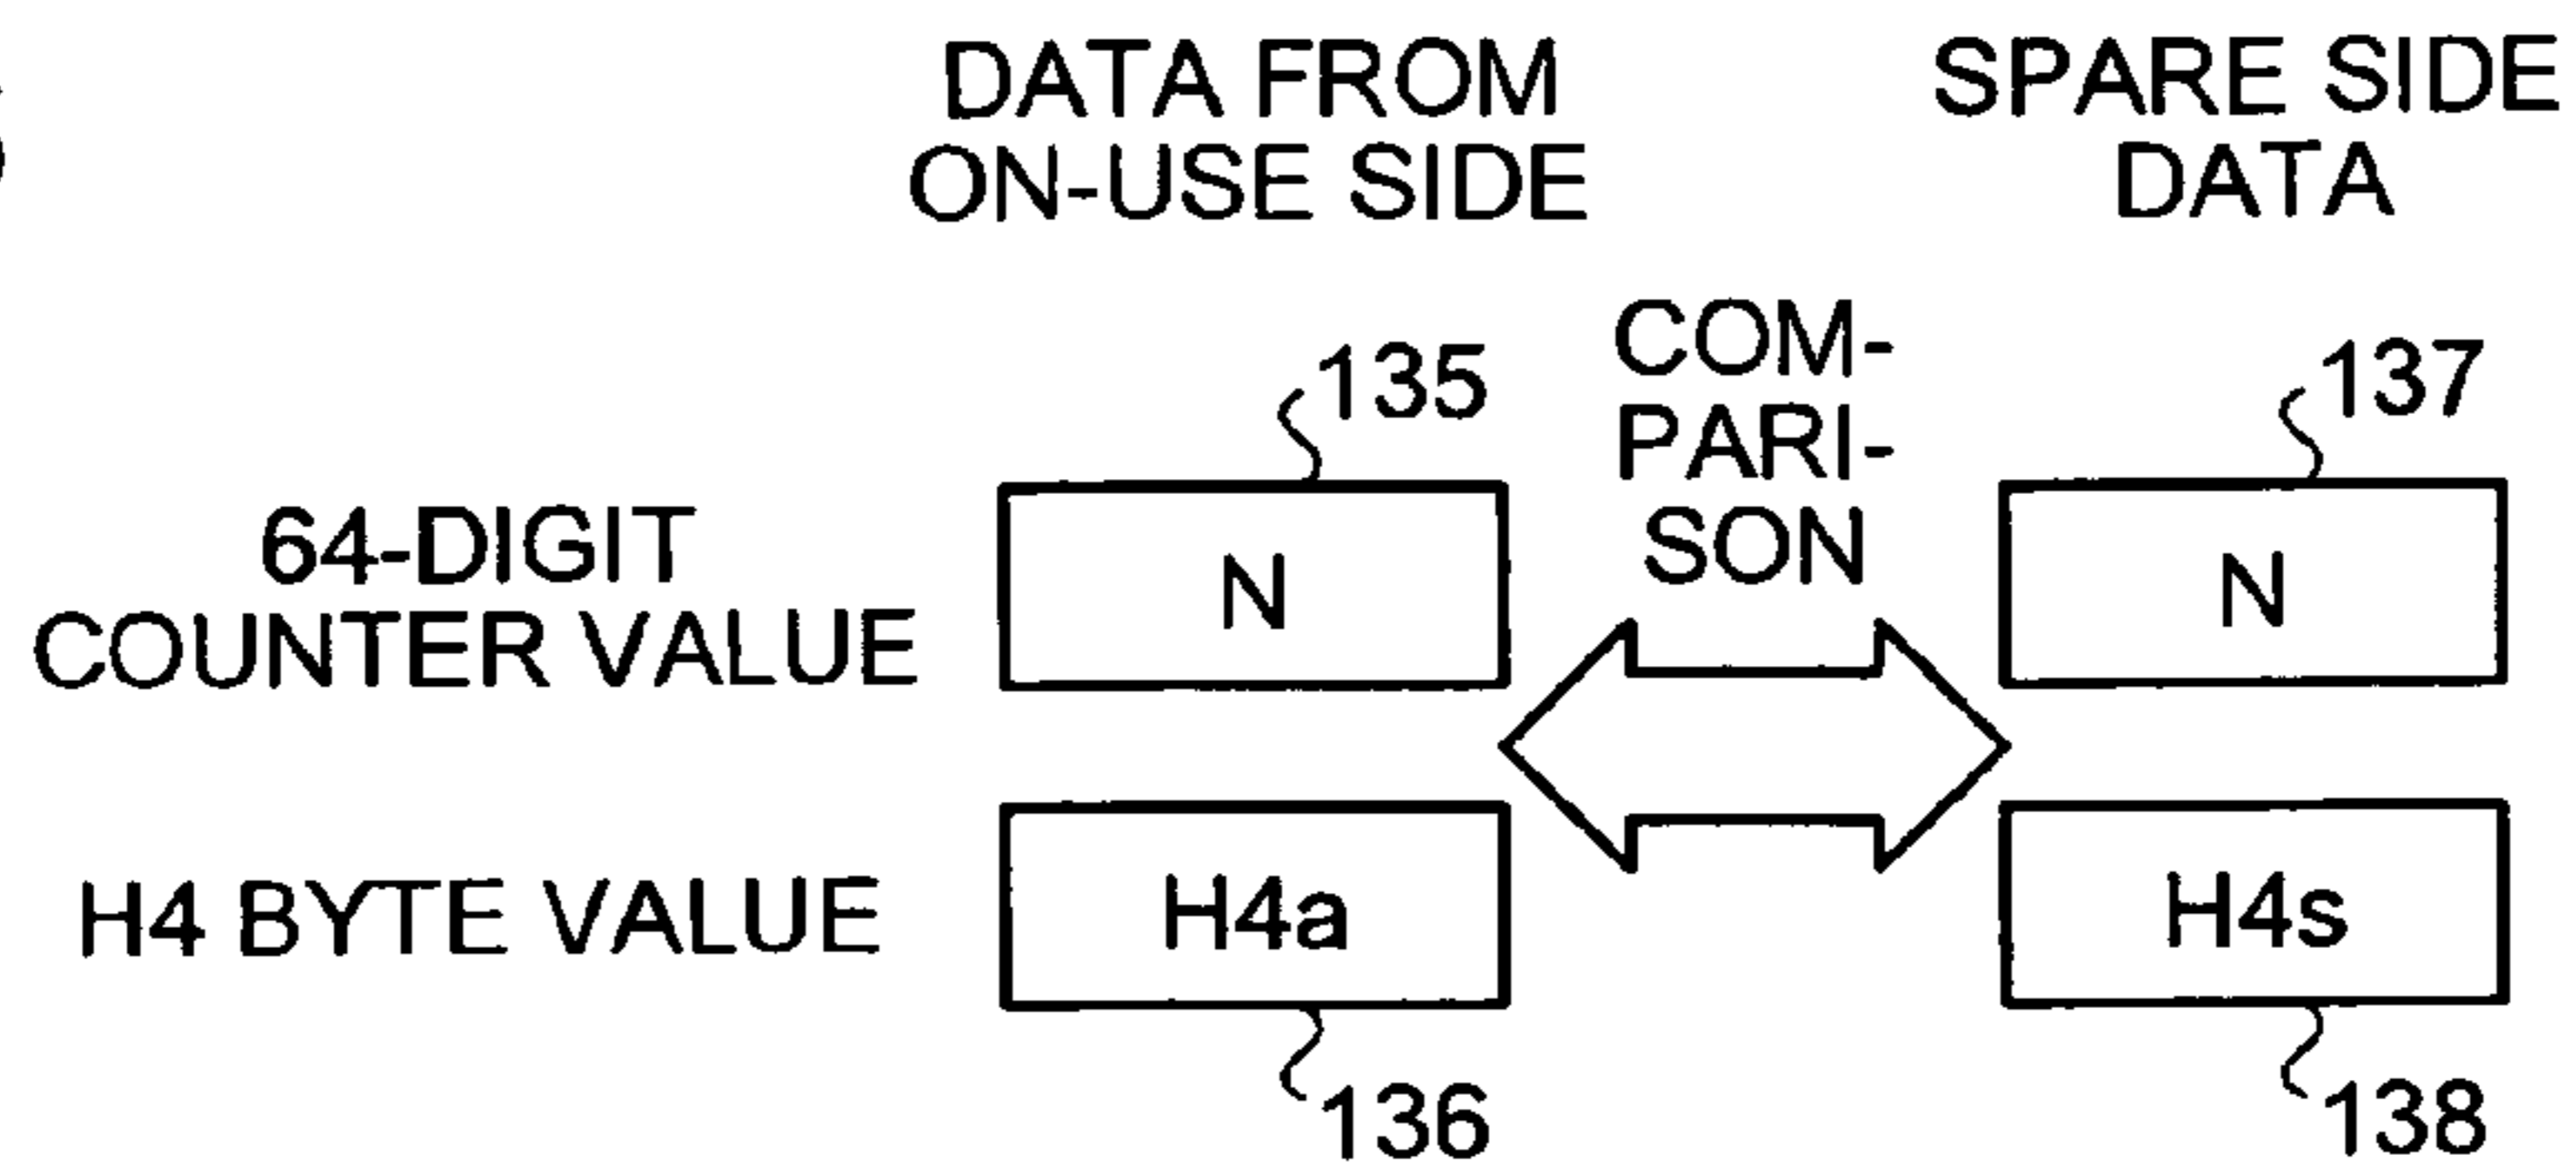 DATA FROM
ON-USE SIDE
SPARE SIDE
DATA
COM-
PARI-
SON
135
137
64-DIGIT
COUNTER VALUE
N
N
H4 BYTE VALUE
H4a
H4s
136
138